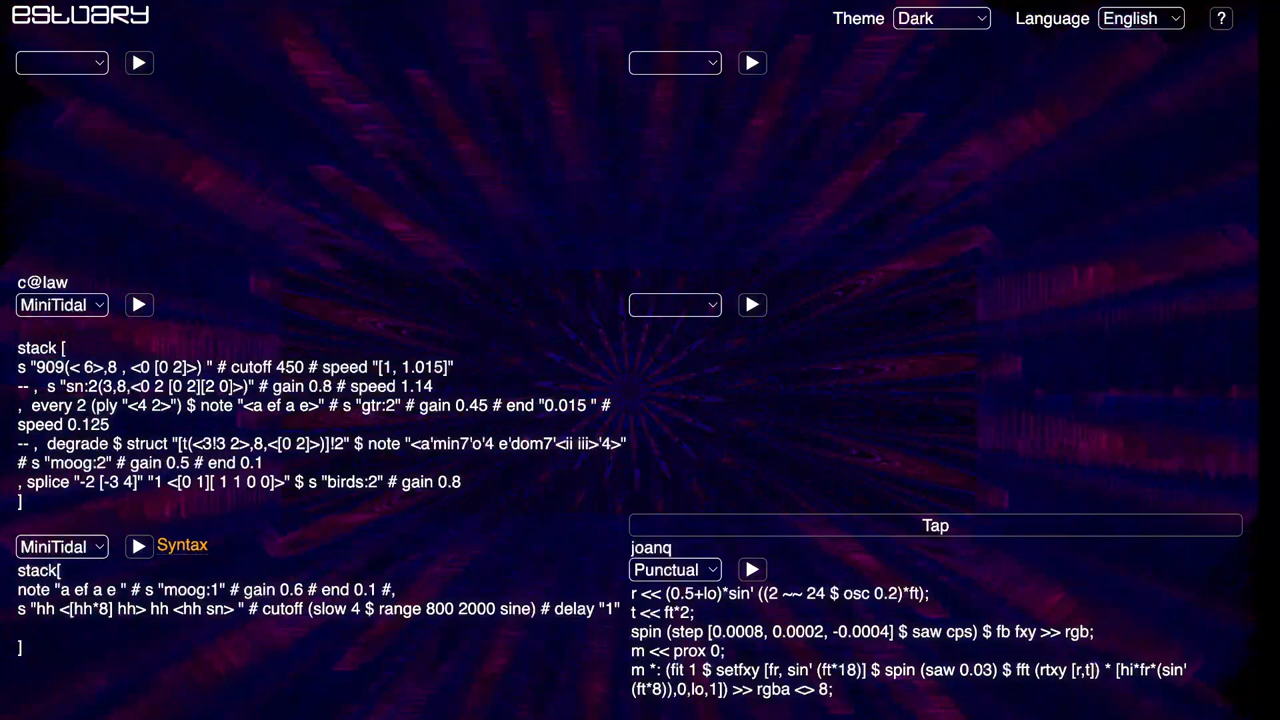 estuary
Theme Dark Language English ?
c@law
MiniTidal
stack [
s "909(< 6>,8 , <0 [0 2]>) " # cutoff 450 # speed "[1, 1.015]"
-- , s "sn:2(3,8,<0 2 [0 2][2 0]>)" # gain 0.8 # speed 1.14
, every 2 (ply "<4 2>") $ note "<a ef a e>" # s "gtr:2" # gain 0.45 # end "0.015 " #
speed 0.125
-- , degrade $ struct "[t(<3!3 2>,8,<[0 2]>)]!2" $ note "<a'min7'o'4 e'dom7'<ii iii>'4>"
# s "moog:2" # gain 0.5 # end 0.1
, splice "-2 [-3 4]" "1 <[0 1][ 1 1 0 0]>" $ s "birds:2" # gain 0.8
]
MiniTidal Syntax
stack[
note "a ef a e " # s "moog:1" # gain 0.6 # end 0.1 #,
s "hh <[hh*8] hh> hh <hh sn> " # cutoff (slow 4 $ range 800 2000 sine) # delay "1"
]
Tap
joanq
Punctual
r << (0.5+lo)*sin' ((2 ~~ 24 $ osc 0.2)*ft);
t << ft*2;
spin (step [0.0008, 0.0002, -0.0004] $ saw cps) $ fb fxy >> rgb;
m << prox 0;
m *: (fit 1 $ setfxy [fr, sin' (ft*18)] $ spin (saw 0.03) $ fft (rtxy [r,t]) * [hi*fr*(sin'
(ft*8)),0,lo,1]) >> rgba <> 8;